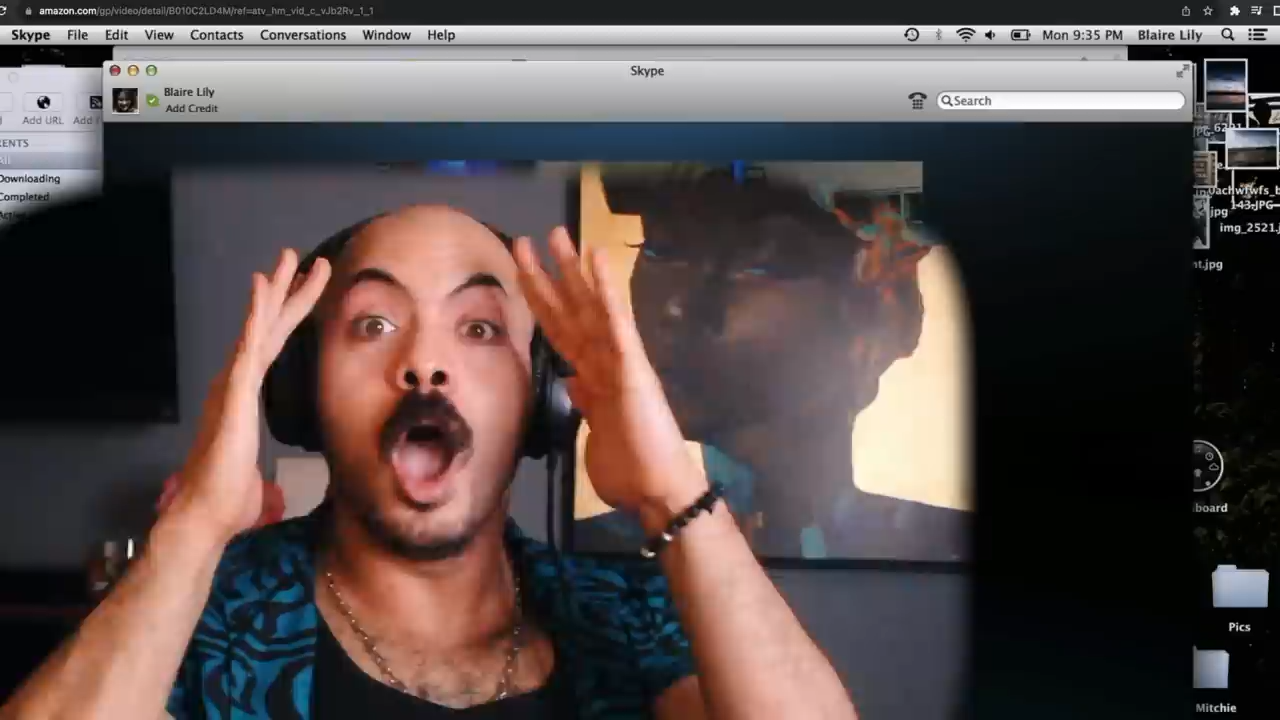 amazon.com/gp/video/detail/B010C2LD4M/ref=atv_hm_vid_c_vJb2Rv_1_1
Skype File Edit View Contacts Conversations Window Help Mon 9:35 PM Blaire Lily
Skype
Blaire Lily
Add Credit
Search
Add URL
All
Downloading
Completed
img_2521.j
nt.jpg
board
Pics
Mitchie